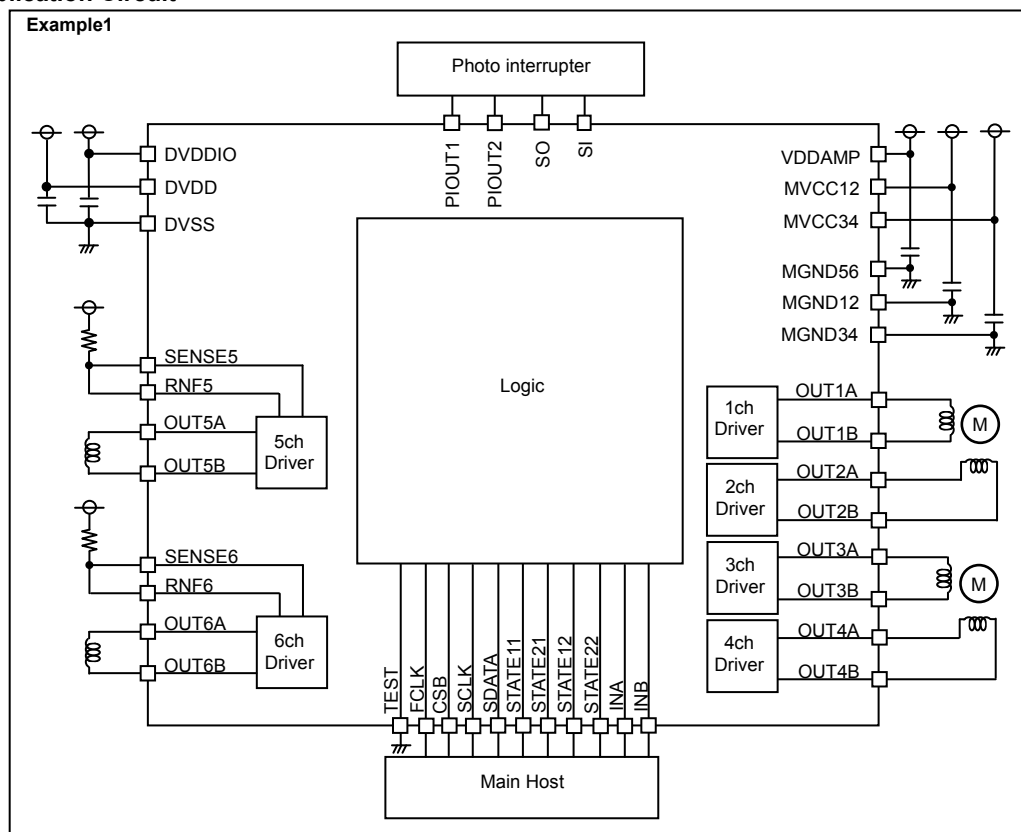 Example1
Photo interrupter
PIOUT1
PIOUT2
SO
SI
DVDDIO
DVDD
DVSS
VDDAMP
MVCC12
MVCC34
MGND56
MGND12
MGND34
SENSE5
RNF5
OUT5A
OUT5B
5ch
Driver
SENSE6
RNF6
OUT6A
OUT6B
6ch
Driver
Logic
1ch
Driver
OUT1A
OUT1B
M
2ch
Driver
OUT2A
OUT2B
3ch
Driver
OUT3A
OUT3B
M
4ch
Driver
OUT4A
OUT4B
TEST
FCLK
CSB
SCLK
SDATA
STATE11
STATE21
STATE12
STATE22
INA
INB
Main Host